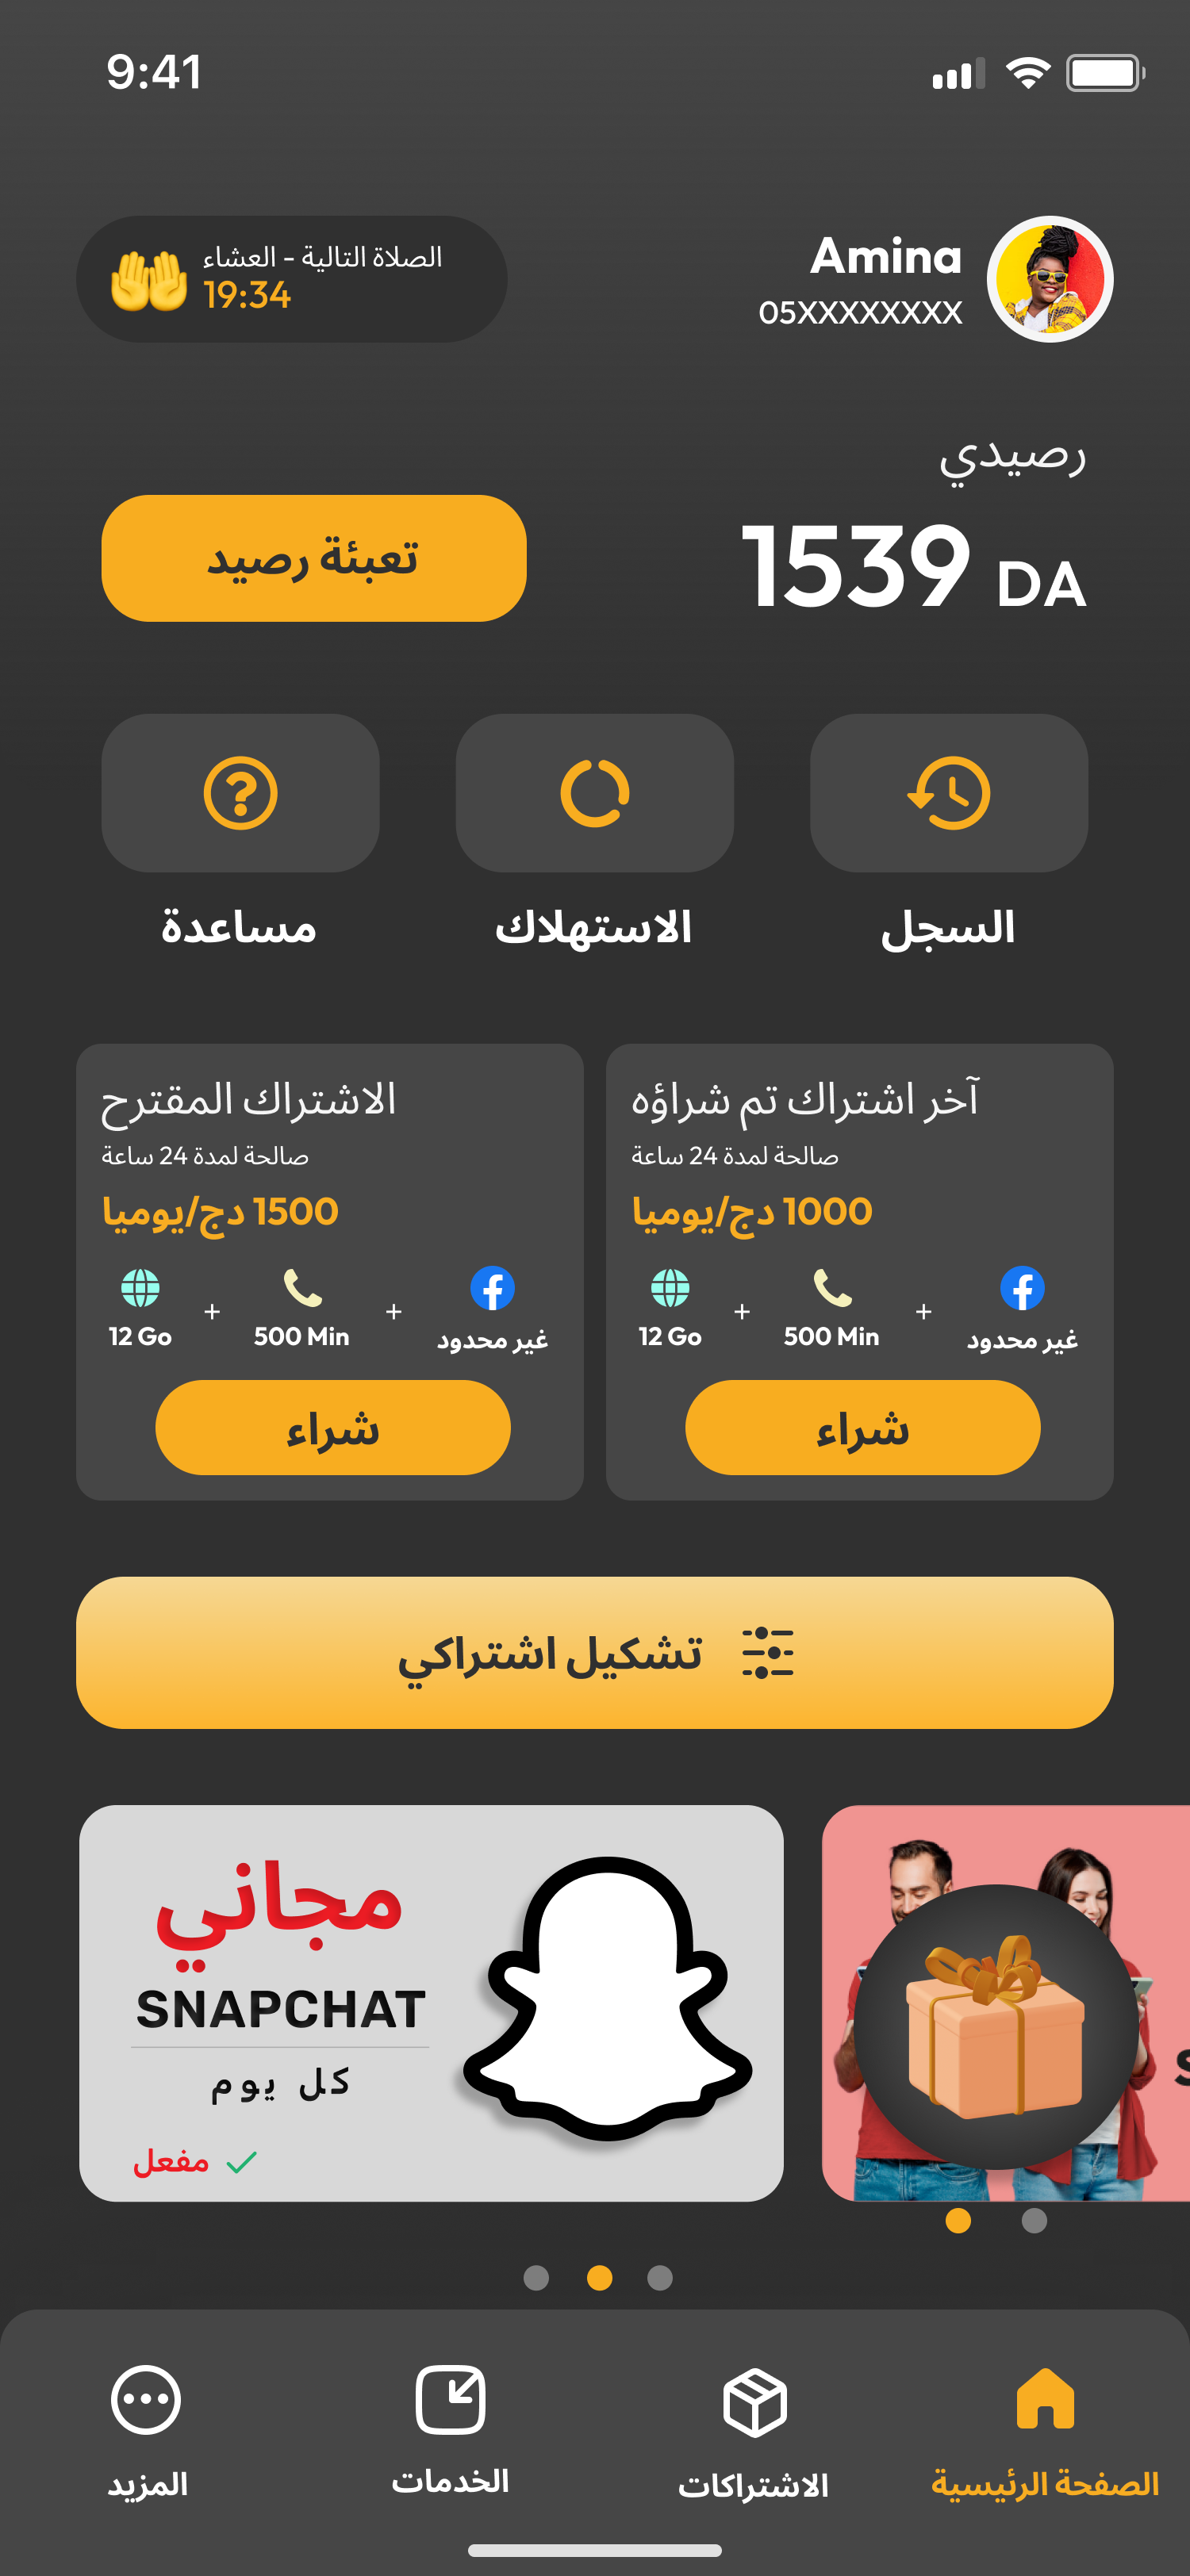 9:41
Amina
05XXXXXXXX
الصلاة التالية - العشاء
19:34
رصيدي
1539 DA
تعبئة رصيد
السجل
الاستهلاك
مساعدة
آخر اشتراك تم شراؤه
صالحة لمدة 24 ساعة
1000 دج/يوميا
12 Go
+
500 Min
+
غير محدود
شراء
الاشتراك المقترح
صالحة لمدة 24 ساعة
1500 دج/يوميا
12 Go
+
500 Min
+
غير محدود
شراء
تشكيل اشتراكي
مجاني
SNAPCHAT
كل يوم
مفعل
الصفحة الرئيسية
الاشتراكات
الخدمات
المزيد